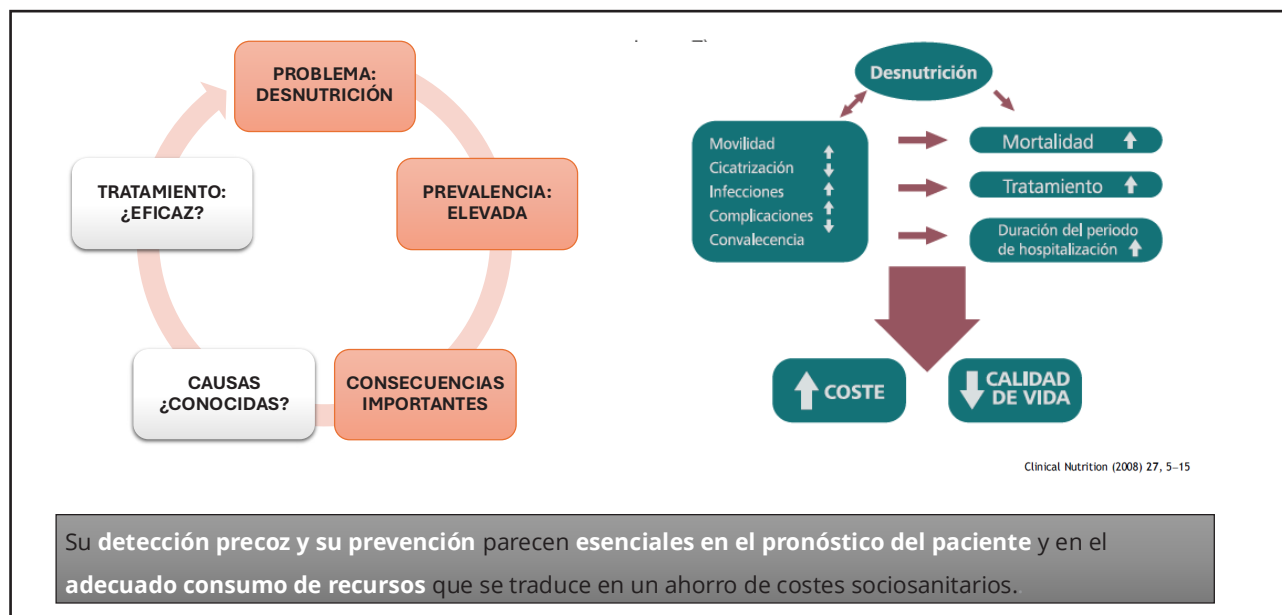 PROBLEMA:
DESNUTRICIÓN
PREVALENCIA:
ELEVADA
CONSECUENCIAS
IMPORTANTES
CAUSAS
¿CONOCIDAS?
TRATAMIENTO:
¿EFICAZ?
Desnutrición
Movilidad
Cicatrización
Infecciones
Complicaciones
Convalecencia
Mortalidad
Tratamiento
Duración del periodo
de hospitalización
COSTE
CALIDAD
DE VIDA
Clinical Nutrition (2008) 27, 5–15
Su detección precoz y su prevención parecen esenciales en el pronóstico del paciente y en el
adecuado consumo de recursos que se traduce en un ahorro de costes sociosanitarios.